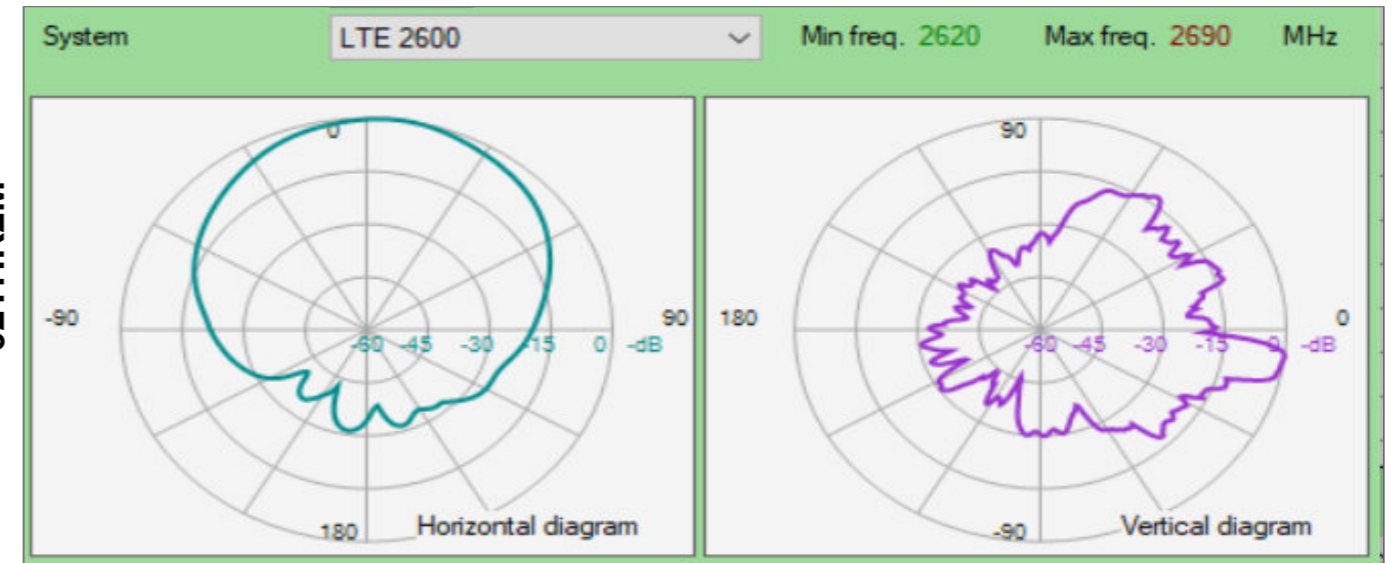 System LTE 2600 Min freq. 2620 Max freq. 2690 MHz
0
-90 90
-60 -45 -30 -15 0 -dB
180 Horizontal diagram
90
180 0
-60 -45 -30 -15 0 -dB
-90 Vertical diagram